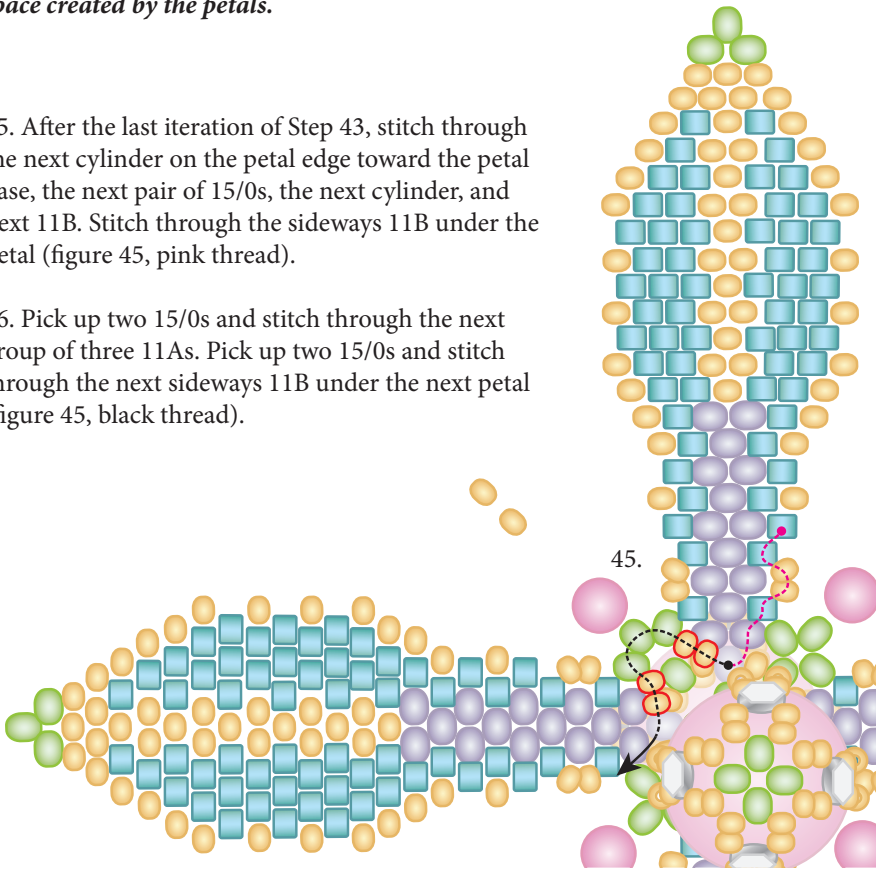 pace created by the petals.
5. After the last iteration of Step 43, stitch through
he next cylinder on the petal edge toward the petal
ase, the next pair of 15/0s, the next cylinder, and
ext 11B. Stitch through the sideways 11B under the
etal (figure 45, pink thread).
6. Pick up two 15/0s and stitch through the next
roup of three 11As. Pick up two 15/0s and stitch
hrough the next sideways 11B under the next petal
figure 45, black thread).
45.